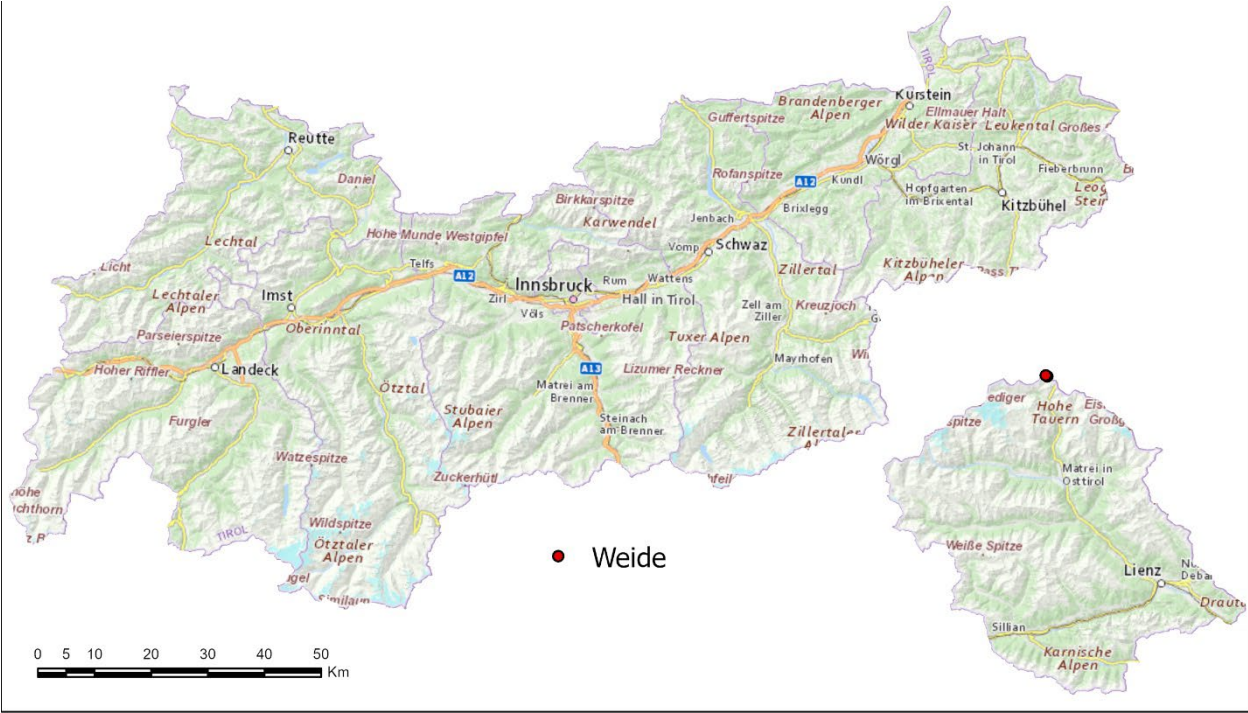 TIROL
Kufstein
Brandenberger
Alpen
Guffertspitze
Ellmauer Halt
Wilder Kaiser
Leukental
Großes
Reutte
St. Johann
in Tirol
Wörgl
Fieberbrunn
Rofanspitze
A12
Kundl
Daniel
Hopfgarten
im Brixental
Kitzbühel
Birkkarspitze
Karwendel
Jenbach
Brixlegg
Lechtal
Hohe Munde Westgipfel
Vomp
Schwaz
Licht
Telfs
A12
Zillertal
Kitzbüheler
Alpen
Pass
Innsbruck
Rum
Wattens
Lechtaler
Alpen
Imst
Zirl
Hall in Tirol
Zell am
Ziller
Kreuzjoch
Völs
Oberinntal
Patscherkofel
Tuxer Alpen
Parseierspitze
Mayrhofen
Hoher Riffler
Landeck
A13
Lizumer Reckner
Matrei am
Brenner
Ötztal
Furgler
Stubaier
Alpen
Steinach
am Brenner
Zillertaler
Watzespitze
Zuckerhütl
TIROL
Wildspitze
Ötztaler
Alpen
Similaun
Hohe
Tauern
Matrei in
Osttirol
Weiße Spitze
Lienz
Sillian
Karnische
Alpen
Weide
0 5 10 20 30 40 50
Km